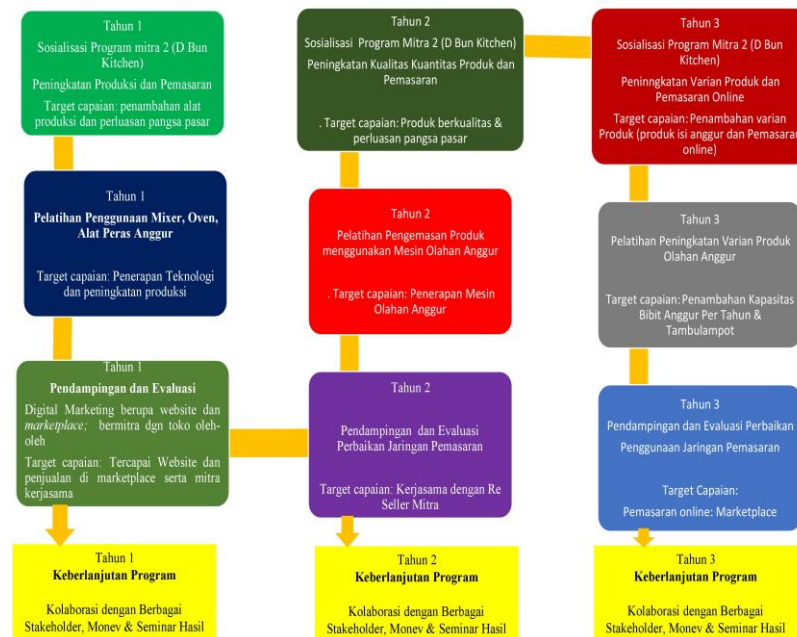 Tahun 1
Sosialisasi Program mitra 2 (D Bun
Kitchen)
Peningkatan Produksi dan Pemasaran
Target capaian: penambahan alat
produksi dan perluasan pangsa pasar
Tahun 1
Pelatihan Penggunaan Mixer, Oven,
Alat Peras Anggur
Target capaian: Penerapan Teknologi
dan peningkatan produksi
Tahun 1
Pendampingan dan Evaluasi
Digital Marketing berupa website dan
marketplace; bermitra dgn toko oleh-
oleh
Target capaian: Tercapai Website dan
penjualan di marketplace serta mitra
kerjasama
Tahun 1
Keberlanjutan Program
Kolaborasi dengan Berbagai
Stakeholder, Monev & Seminar Hasil
Tahun 2
Sosialisasi Program Mitra 2 (D Bun
Kitchen)
Peningkatan Kualitas Kuantitas Produk dan
Pemasaran
. Target capaian: Produk berkualitas &
perluasan pangsa pasar
Tahun 2
Pelatihan Pengemasan Produk
menggunakan Mesin Olahan Anggur
. Target capaian: Penerapan Mesin
Olahan Anggur
Tahun 2
Pendampingan dan Evaluasi
Perbaikan Jaringan Pemasaran
Target capaian: Kerjasama dengan Re
Seller Mitra
Tahun 2
Keberlanjutan Program
Kolaborasi dengan Berbagai
Stakeholder, Monev & Seminar Hasil
Tahun 3
Sosialisasi Program Mitra 2 (D Bun
Kitchen)
Peninngkatan Varian Produk dan
Pemasaran Online
Target capaian: Penambahan varian
Produk (produk isi anggur dan Pemasaran
online)
Tahun 3
Pelatihan Peningkatan Varian Produk
Olahan Anggur
Target capaian: Penambahan Kapasitas
Bibit Anggur Per Tahun &
Tambulampot
Tahun 3
Pendampingan dan Evaluasi Perbaikan
Penggunaan Jaringan Pemasaran
Target Capaian:
Pemasaran online: Marketplace
Tahun 3
Keberlanjutan Program
Kolaborasi dengan Berbagai
Stakeholder, Monev & Seminar Hasil